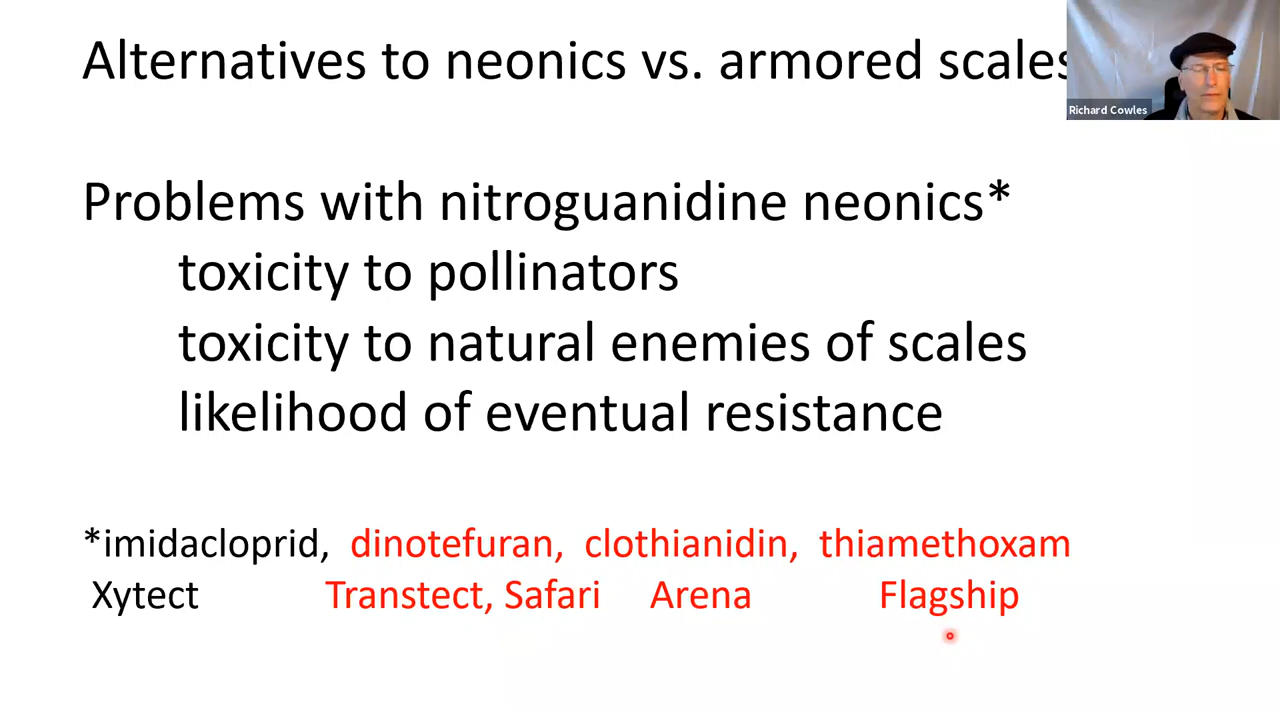 Alternatives to neonics vs. armored scales
Richard Cowles
Problems with nitroguanidine neonics*
toxicity to pollinators
toxicity to natural enemies of scales
likelihood of eventual resistance
*imidacloprid, dinotefuran, clothianidin, thiamethoxam
Xytect Transtect, Safari Arena Flagship